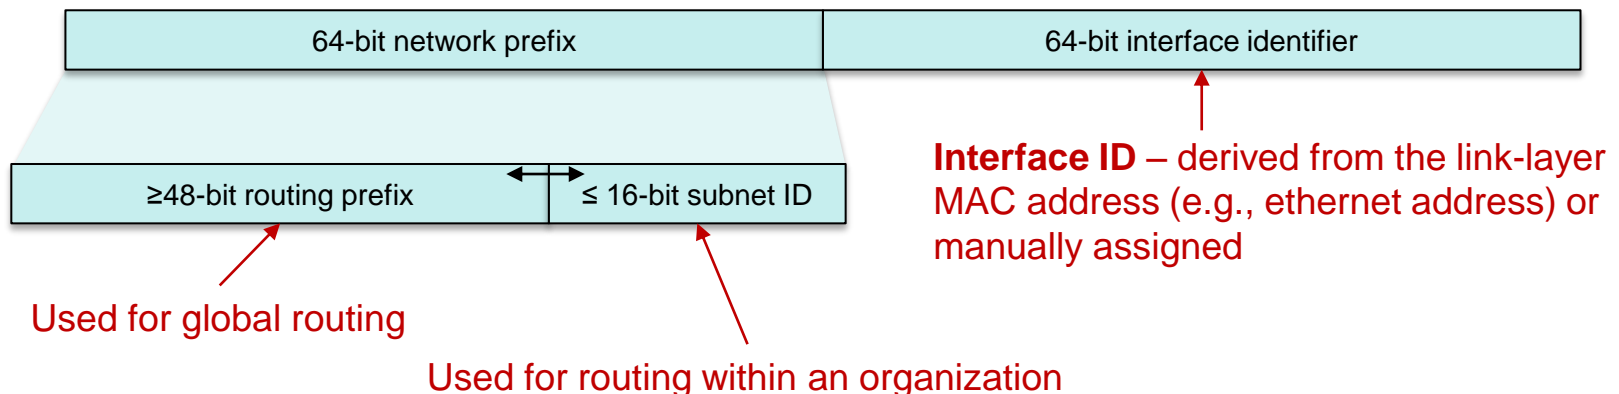 64-bit network prefix
64-bit interface identifier
≥48-bit routing prefix
≤ 16-bit subnet ID
Interface ID – derived from the link-layer
MAC address (e.g., ethernet address) or
manually assigned
Used for global routing
Used for routing within an organization